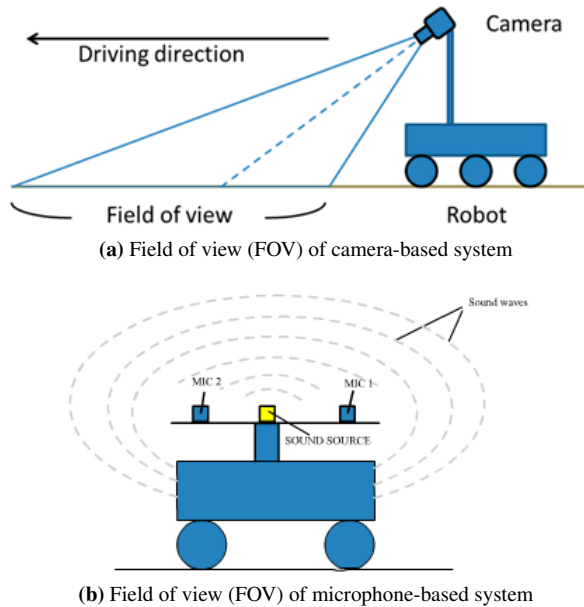 Camera
Driving direction
Field of view
Robot
(a) Field of view (FOV) of camera-based system
Sound waves
MIC 2
MIC 1
SOUND SOURCE
(b) Field of view (FOV) of microphone-based system